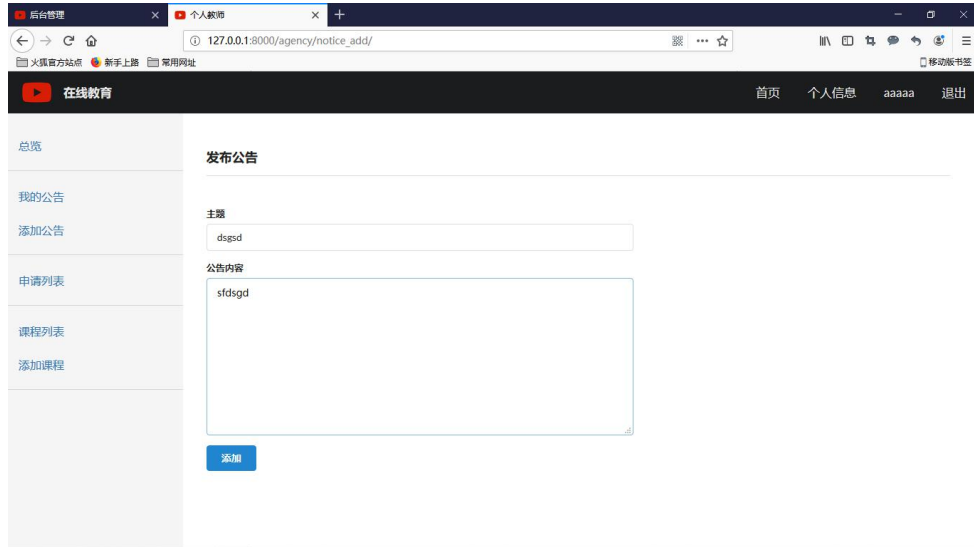 后台管理
个人教师
127.0.0.1:8000/agency/notice_add/
火狐官方站点 新手上路 常用网址 移动版书签
在线教育 首页 个人信息 aaaaa 退出
总览
我的公告
添加公告
申请列表
课程列表
添加课程
发布公告
主题
dsgsd
公告内容
sfdsgd
添加